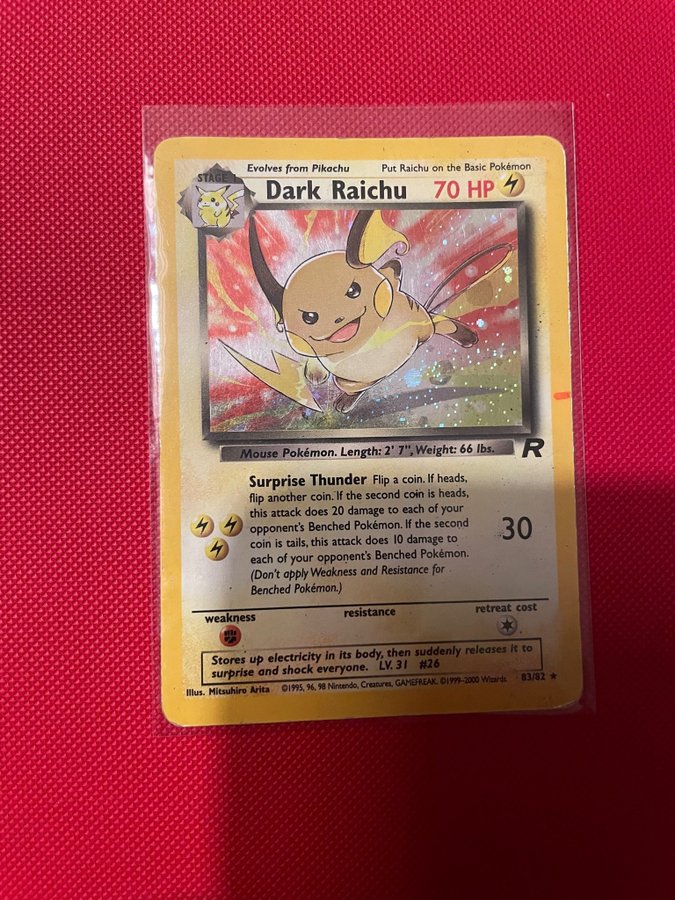 Evolves from Pikachu Put Raichu on the Basic Pokémon
STAGE 1
Dark Raichu 70 HP
Mouse Pokémon. Length: 2' 7", Weight: 66 lbs.
R
Surprise Thunder Flip a coin. If heads,
flip another coin. If the second coin is heads,
this attack does 20 damage to each of your
opponent's Benched Pokémon. If the second
coin is tails, this attack does 10 damage to
each of your opponent's Benched Pokémon.
(Don't apply Weakness and Resistance for
Benched Pokémon.)
30
weakness resistance retreat cost
Stores up electricity in its body, then suddenly releases it to
surprise and shock everyone. LV. 31 #26
Illus. Mitsuhiro Arita ©1995, 96, 98 Nintendo, Creatures, GAMEFREAK. ©1999-2000 Wizards. 83/82 ★